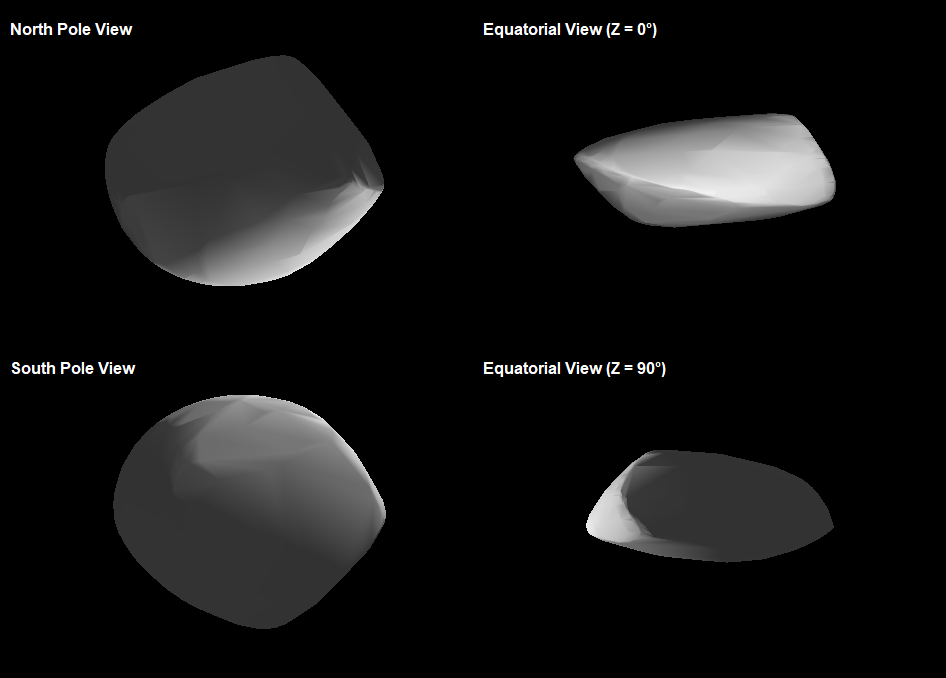 North Pole View
Equatorial View (Z = 0°)
South Pole View
Equatorial View (Z = 90°)